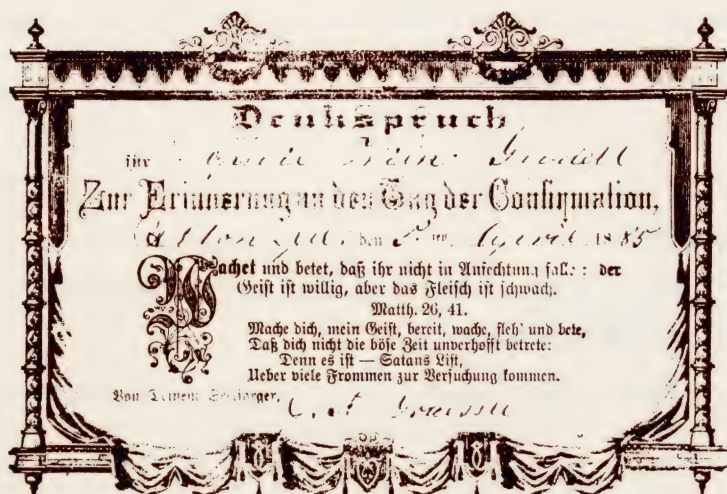 Denkspruch
für
Zur Erinnerung an den Tag der Confirmation,
den 5 April 1885
Wachet und betet, daß ihr nicht in Anfechtung fallet: der
Geist ist willig, aber das Fleisch ist schwach.
Matth. 26, 41.
Mache dich, mein Geist, bereit, wache, fleh' und bete,
Daß dich nicht die böse Zeit unverhofft betrete:
Denn es ist — Satans List,
Ueber viele Frommen zur Versuchung kommen.
Von Deinem Seelsorger,